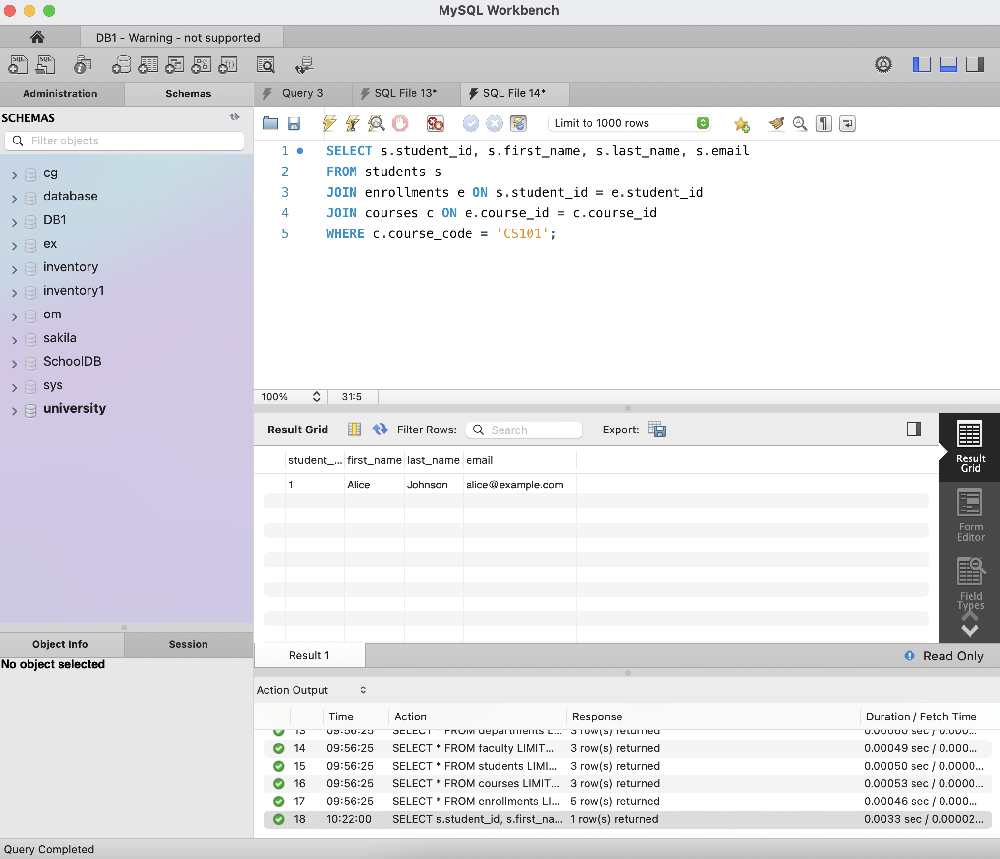 MySQL Workbench
DB1 - Warning - not supported
Administration
Schemas
Query 3
SQL File 13*
SQL File 14*
SCHEMAS
Filter objects
Limit to 1000 rows
cg
database
DB1
ex
inventory
inventory1
om
sakila
SchoolDB
sys
university
1 SELECT s.student_id, s.first_name, s.last_name, s.email
2 FROM students s
3 JOIN enrollments e ON s.student_id = e.student_id
4 JOIN courses c ON e.course_id = c.course_id
5 WHERE c.course_code = 'CS101';
100% 31:5
Result Grid Filter Rows: Search Export:
student_... first_name last_name email
1 Alice Johnson alice@example.com
Result Grid
Form Editor
Field Types
Result 1
Read Only
Object Info
Session
No object selected
Action Output
Time Action Response Duration / Fetch Time
13 09:56:25 SELECT * FROM departments L... 3 row(s) returned 0.00060 sec / 0.000...
14 09:56:25 SELECT * FROM faculty LIMIT... 3 row(s) returned 0.00049 sec / 0.000...
15 09:56:25 SELECT * FROM students LIMI... 3 row(s) returned 0.00050 sec / 0.0000...
16 09:56:25 SELECT * FROM courses LIMIT... 3 row(s) returned 0.00053 sec / 0.0000...
17 09:56:25 SELECT * FROM enrollments LI... 5 row(s) returned 0.00046 sec / 0.000...
18 10:22:00 SELECT s.student_id, s.first_na... 1 row(s) returned 0.0033 sec / 0.00002...
Query Completed